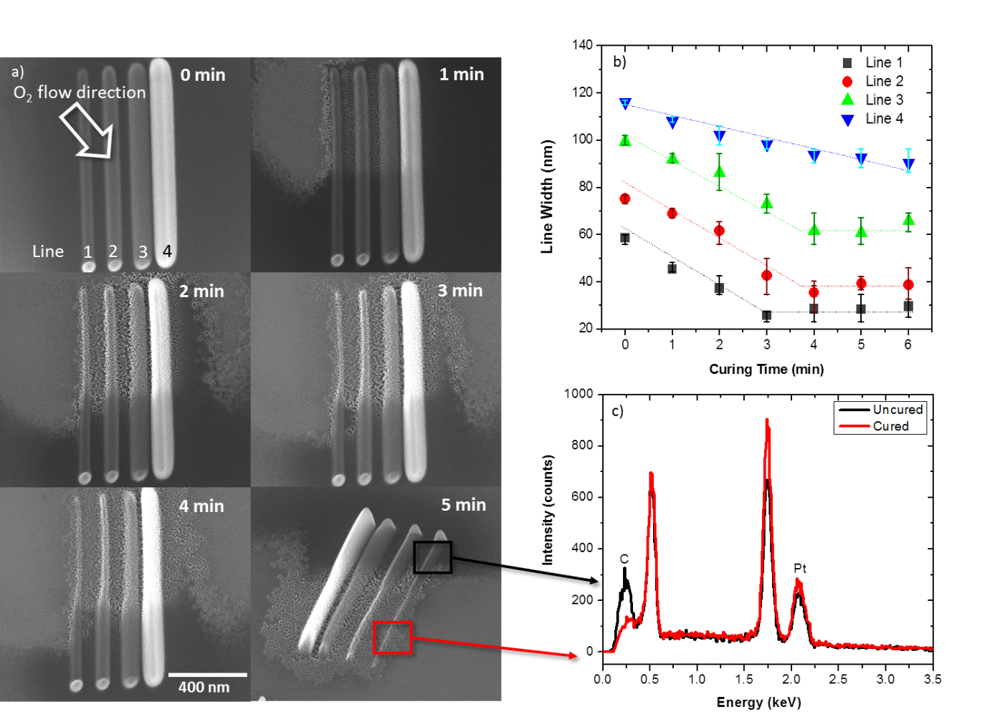 a)
O2 flow direction
0 min
Line 1 2 3 4
1 min
2 min
3 min
4 min
400 nm
5 min
b)
Line 1
Line 2
Line 3
Line 4
Line Width (nm)
140
120
100
80
60
40
20
0 1 2 3 4 5 6
Curing Time (min)
c)
Uncured
Cured
C
Pt
Intensity (counts)
1000
800
600
400
200
0
0.0 0.5 1.0 1.5 2.0 2.5 3.0 3.5
Energy (keV)